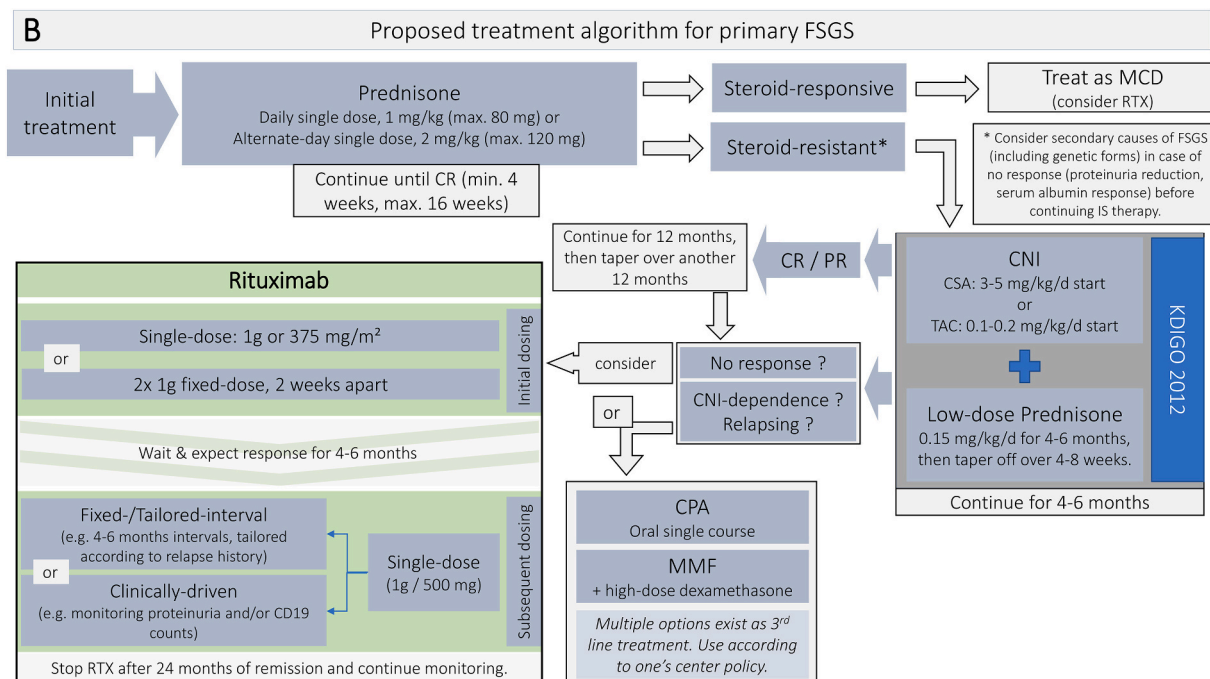 B
Proposed treatment algorithm for primary FSGS
Initial
treatment
Prednisone
Daily single dose, 1 mg/kg (max. 80 mg) or
Alternate-day single dose, 2 mg/kg (max. 120 mg)
Continue until CR (min. 4
weeks, max. 16 weeks)
Steroid-responsive
Steroid-resistant*
Treat as MCD
(consider RTX)
* Consider secondary causes of FSGS
(including genetic forms) in case of
no response (proteinuria reduction,
serum albumin response) before
continuing IS therapy.
CNI
CSA: 3-5 mg/kg/d start
or
TAC: 0.1-0.2 mg/kg/d start
Low-dose Prednisone
0.15 mg/kg/d for 4-6 months,
then taper off over 4-8 weeks.
KDIGO 2012
Continue for 4-6 months
CR / PR
Continue for 12 months,
then taper over another
12 months
No response ?
CNI-dependence ?
Relapsing ?
consider
or
CPA
Oral single course
MMF
+ high-dose dexamethasone
Multiple options exist as 3rd
line treatment. Use according
to one's center policy.
Rituximab
Single-dose: 1g or 375 mg/m²
or
2x 1g fixed-dose, 2 weeks apart
Initial dosing
Wait & expect response for 4-6 months
Fixed-/Tailored-interval
(e.g. 4-6 months intervals, tailored
according to relapse history)
or
Clinically-driven
(e.g. monitoring proteinuria and/or CD19
counts)
Single-dose
(1g / 500 mg)
Subsequent dosing
Stop RTX after 24 months of remission and continue monitoring.